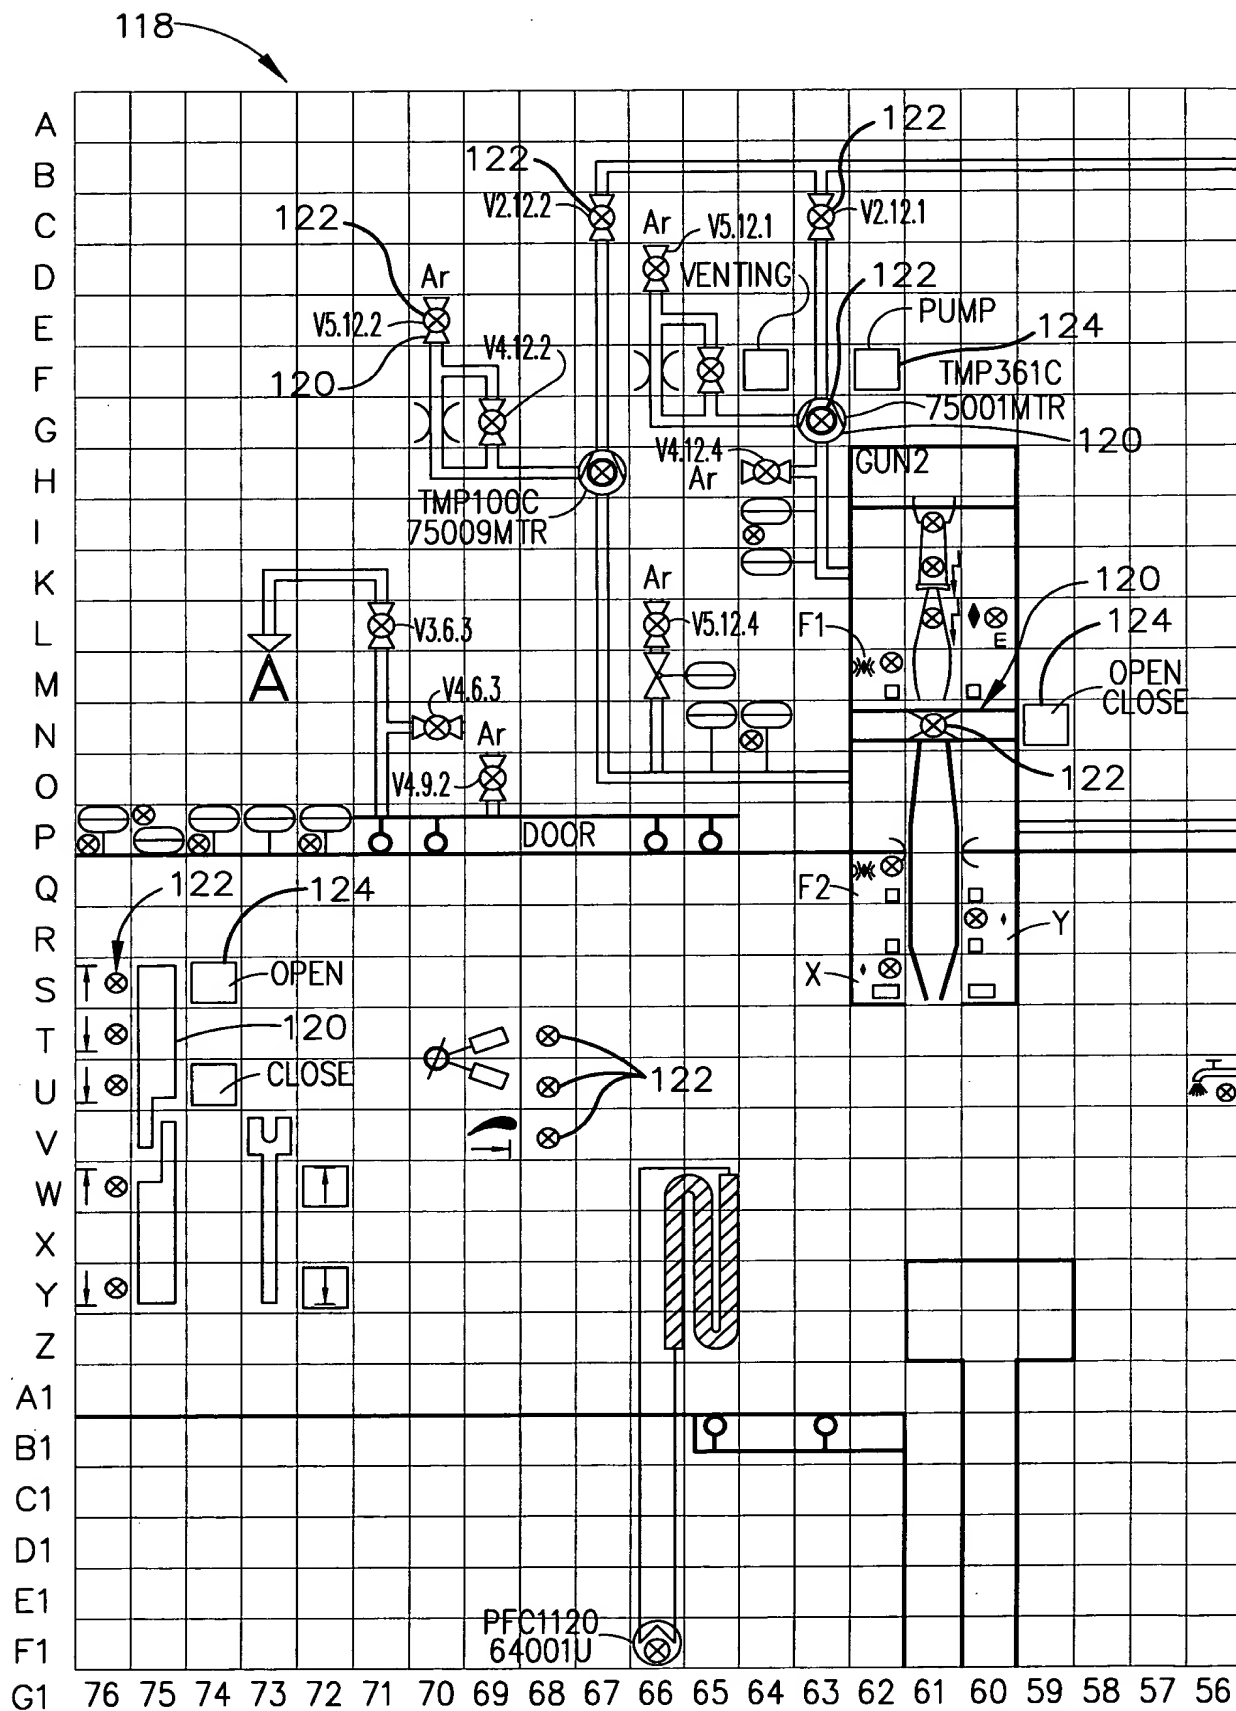 118
A
122
B
122
V2.12.2
V2.12.1
C
122
Ar
V5.12.1
D
Ar
VENTING
122
E
V5.12.2
PUMP
124
V4.12.2
F
120
TMP361C
75001MTR
G
V4.12.4
120
H
Ar
GUN2
TMP100C
75009MTR
I
K
Ar
120
L
V3.6.3
V5.12.4
F1
124
E
M
A
V4.6.3
OPEN
CLOSE
N
Ar
O
V4.9.2
122
P
DOOR
Q
122
124
F2
R
Y
S
OPEN
X
T
120
U
CLOSE
122
V
W
X
Y
Z
A1
B1
C1
D1
E1
PFC1120
64001U
F1
G1 76 75 74 73 72 71 70 69 68 67 66 65 64 63 62 61 60 59 58 57 56